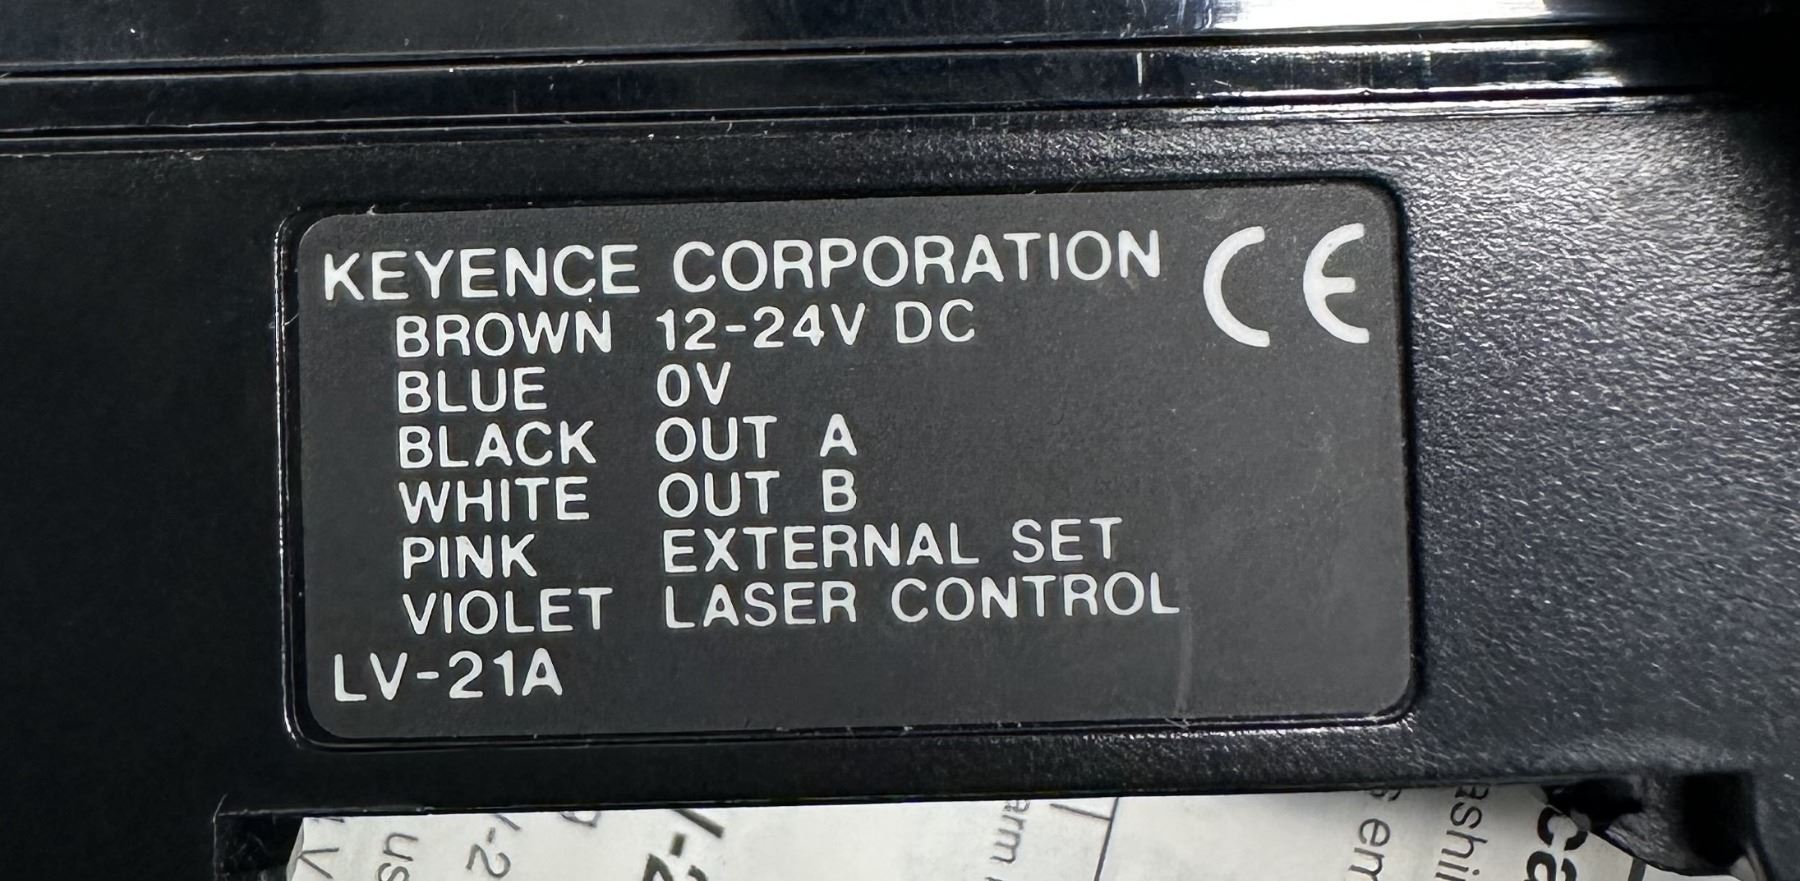 KEYENCE CORPORATION CE
BROWN 12-24V DC
BLUE 0V
BLACK OUT A
WHITE OUT B
PINK EXTERNAL SET
VIOLET LASER CONTROL
LV-21A